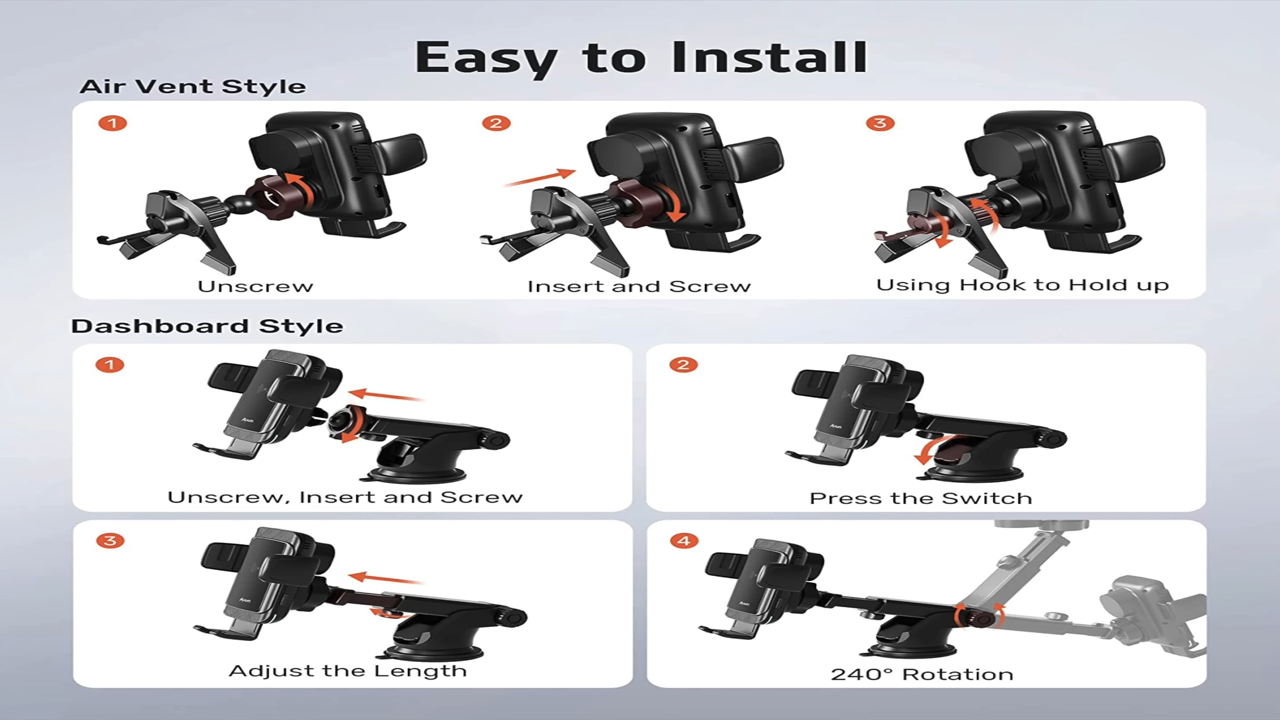 Easy to Install
Air Vent Style
1
2
3
Unscrew
Insert and Screw
Using Hook to Hold up
Dashboard Style
1
2
Unscrew, Insert and Screw
Press the Switch
3
4
Adjust the Length
240° Rotation